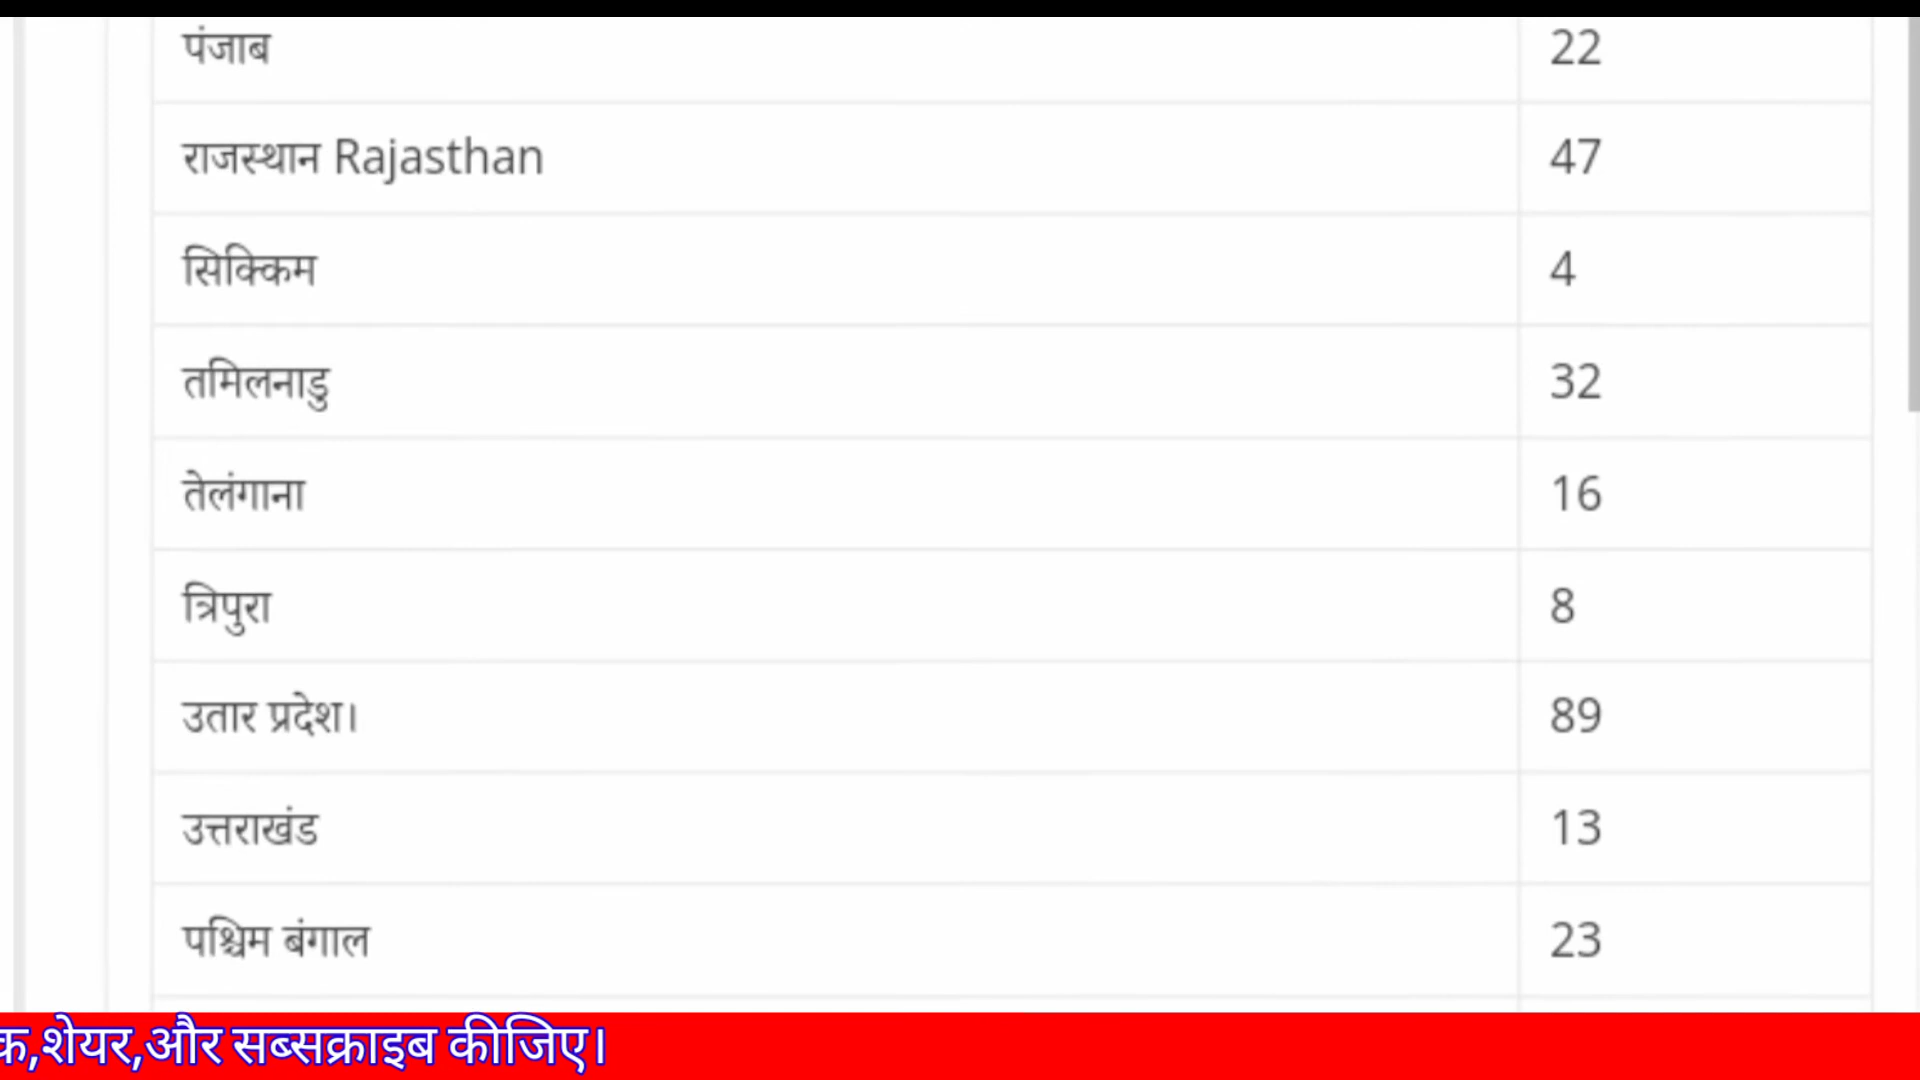 पंजाब 22
राजस्थान Rajasthan 47
सिक्किम 4
तमिलनाडु 32
तेलंगाना 16
त्रिपुरा 8
उतार प्रदेश। 89
उत्तराखंड 13
पश्चिम बंगाल 23
क,शेयर,और सब्सक्राइब कीजिए।